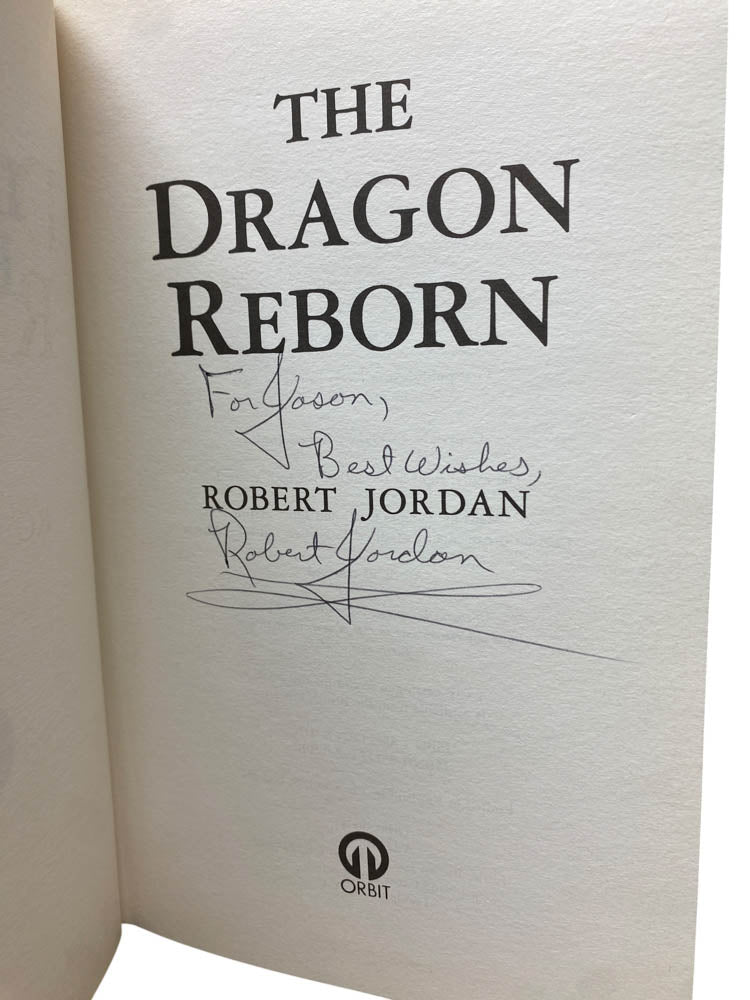 THE
DRAGON
REBORN
For Jason,
Best Wishes,
ROBERT JORDAN
Robert Jordan
ORBIT